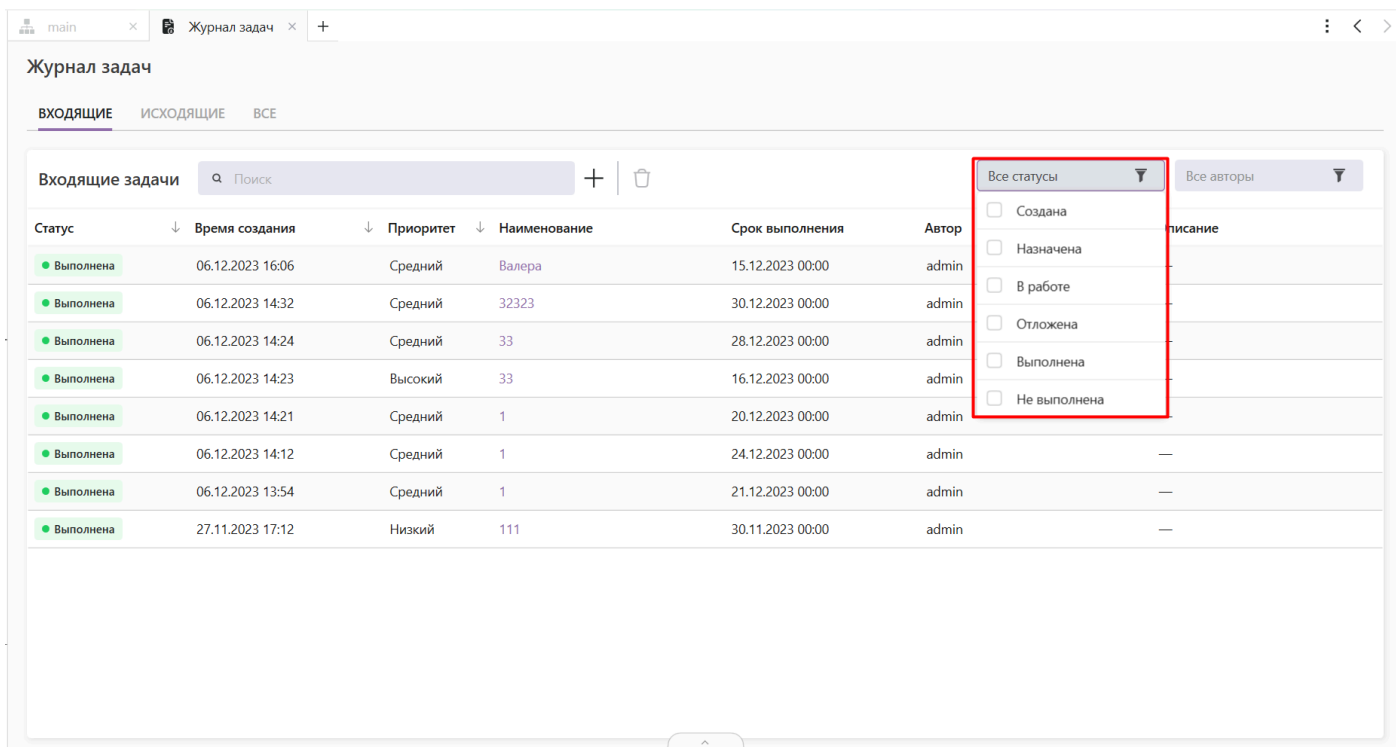 main
Журнал задач
Журнал задач
ВХОДЯЩИЕ ИСХОДЯЩИЕ ВСЕ
Входящие задачи Поиск Все статусы Все авторы
Статус Время создания Приоритет Наименование Срок выполнения Автор
Выполнена 06.12.2023 16:06 Средний Валера 15.12.2023 00:00 admin
Выполнена 06.12.2023 14:32 Средний 32323 30.12.2023 00:00 admin
Выполнена 06.12.2023 14:24 Средний 33 28.12.2023 00:00 admin
Выполнена 06.12.2023 14:23 Высокий 33 16.12.2023 00:00 admin
Выполнена 06.12.2023 14:21 Средний 1 20.12.2023 00:00 admin
Выполнена 06.12.2023 14:12 Средний 1 24.12.2023 00:00 admin —
Выполнена 06.12.2023 13:54 Средний 1 21.12.2023 00:00 admin —
Выполнена 27.11.2023 17:12 Низкий 111 30.11.2023 00:00 admin —
Создана
Назначена
В работе
Отложена
Выполнена
Не выполнена